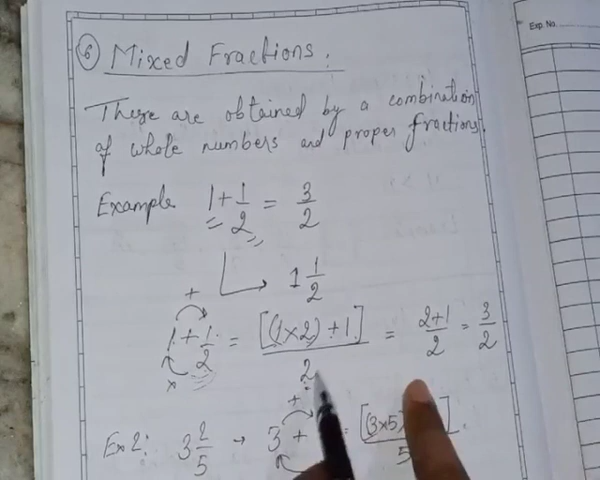 Exp. No.
6 Mixed Fractions.
These are obtained by a combination
of whole numbers and proper fractions.
Example 1 + 1/2 = 3/2
1 1/2
+
1 + 1/2 = [(1×2) + 1]/2 = 2+1/2 = 3/2
×
+
Ex 2: 3 2/5 → 3 + = [(3×5) ]/5